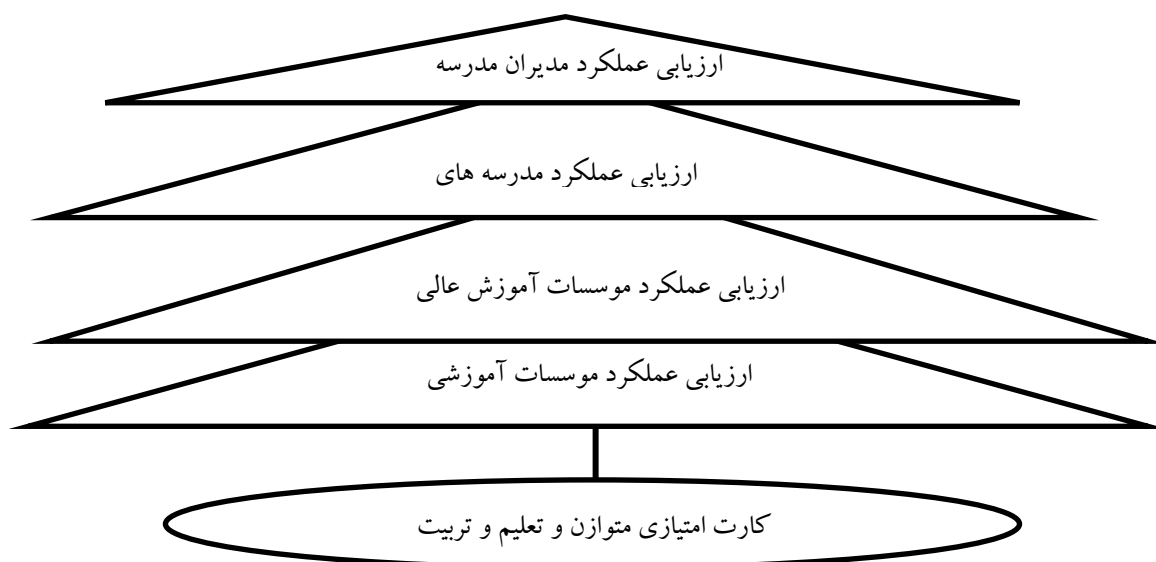 ارزیابی عملکرد مدیران مدرسه
ارزیابی عملکرد مدرسه های
ارزیابی عملکرد موسسات آموزش عالی
ارزیابی عملکرد موسسات آموزشی
کارت امتیازی متوازن و تعلیم و تربیت